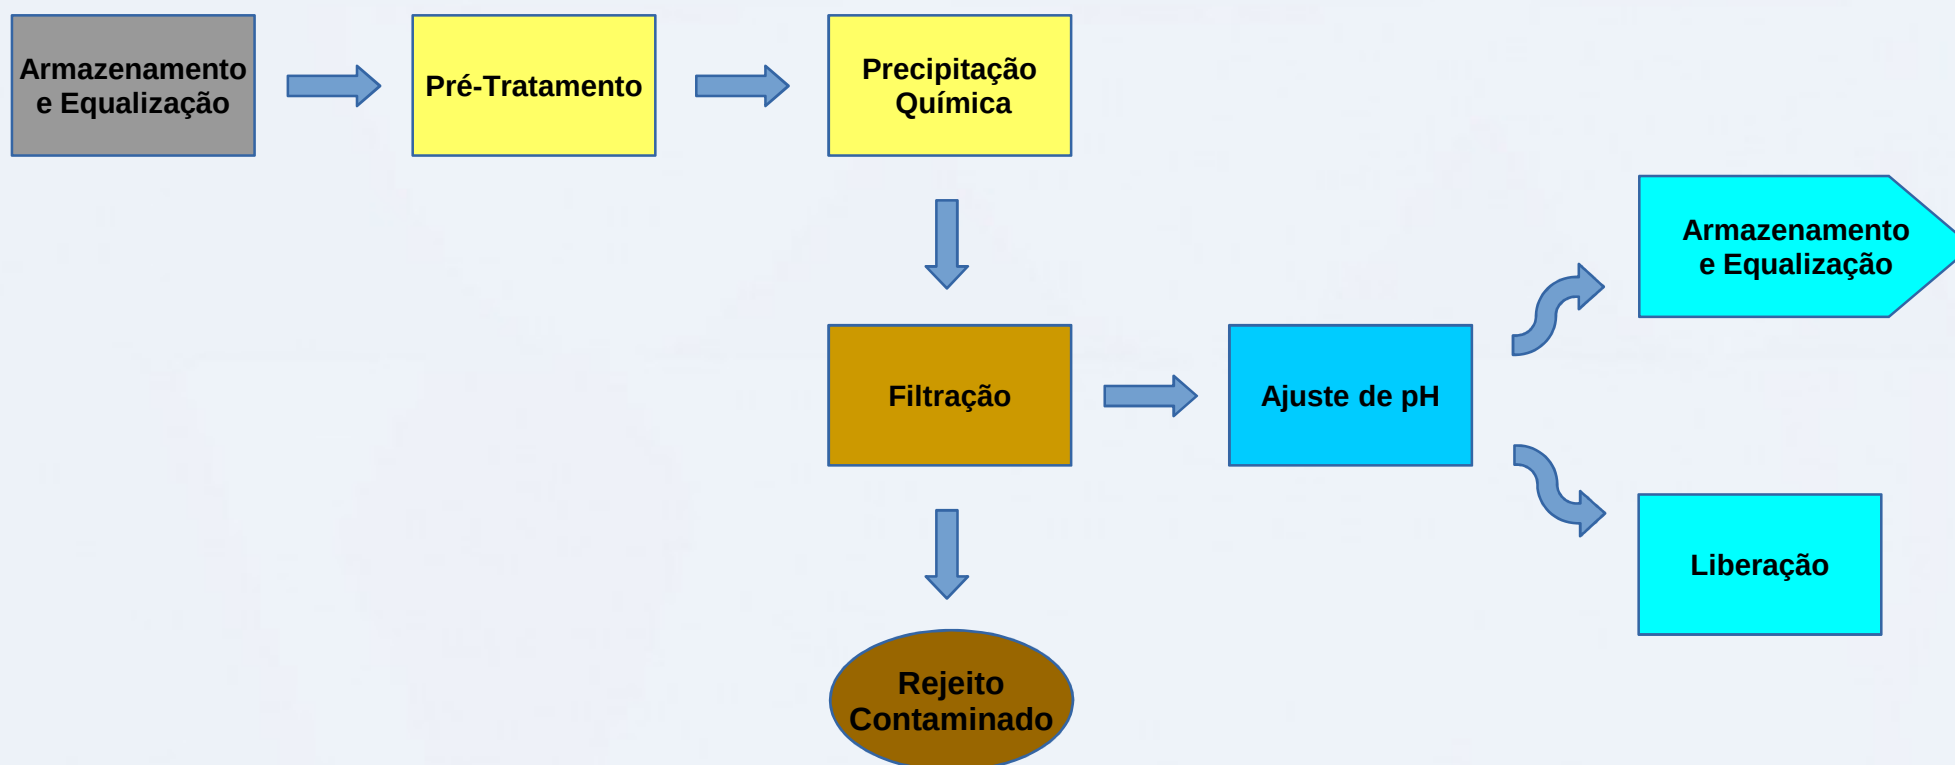 Armazenamento
e Equalização
Pré-Tratamento
Precipitação
Química
Armazenamento
e Equalização
Filtração
Ajuste de pH
Liberação
Rejeito
Contaminado